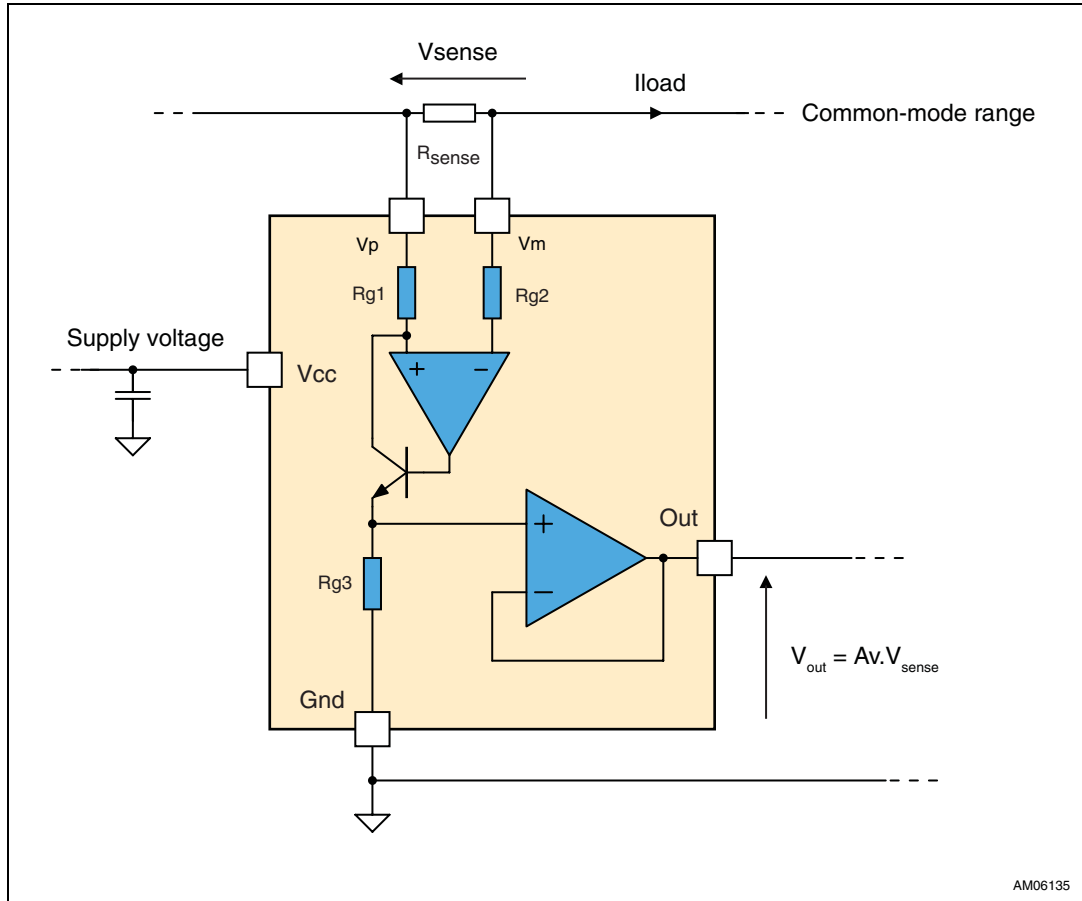 Vsense
Iload
Common-mode range
Rsense
Vp
Vm
Rg1
Rg2
Supply voltage
Vcc
+
−
Out
+
Rg3
−
Vout = Av.Vsense
Gnd
AM06135